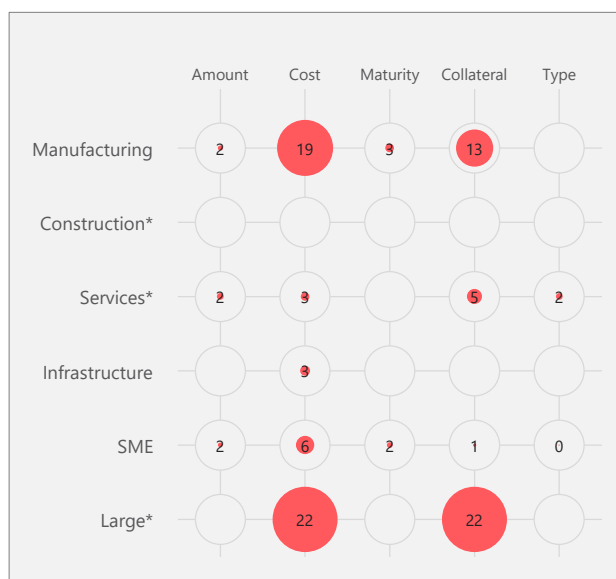 Amount Cost Maturity Collateral Type
Manufacturing 2 19 3 13
Construction*
Services* 2 3 5 2
Infrastructure 3
SME 2 6 2 1 0
Large* 22 22